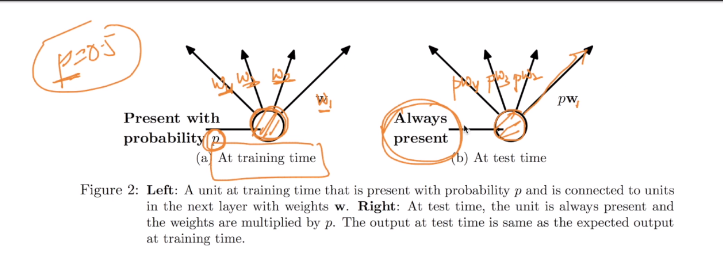 p=0.5
w4 w3 w2 w1
pw4 pw3 pw2
pw1
Present with
probability p
Always
present
(a) At training time
(b) At test time
Figure 2: Left: A unit at training time that is present with probability p and is connected to units
in the next layer with weights w. Right: At test time, the unit is always present and
the weights are multiplied by p. The output at test time is same as the expected output
at training time.